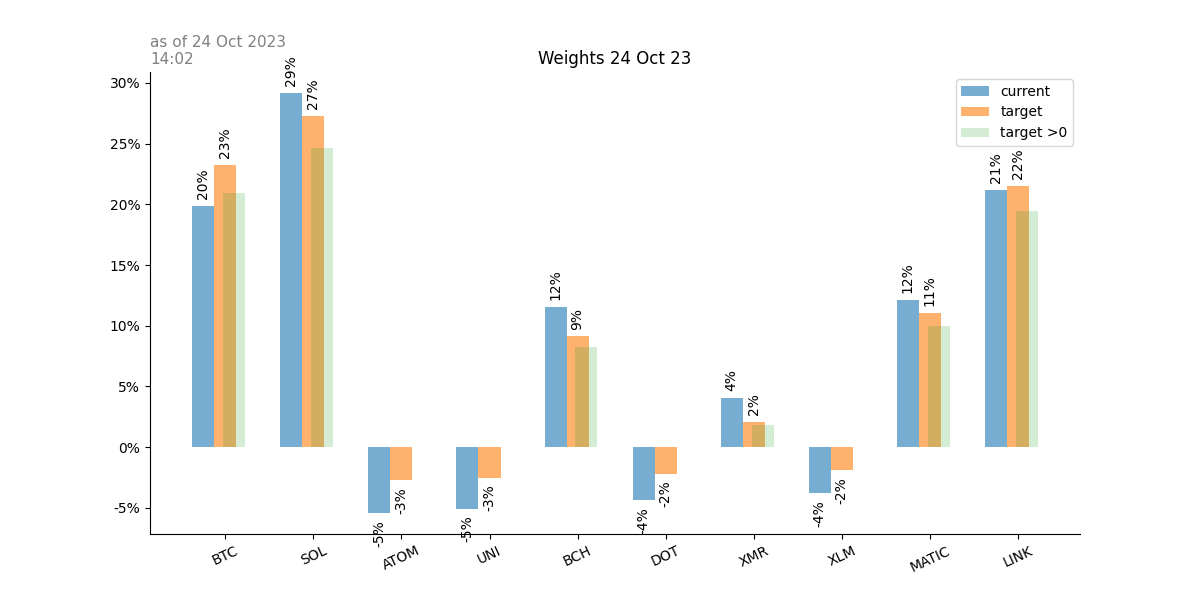 as of 24 Oct 2023
14:02
Weights 24 Oct 23
current
target
target >0
30%
25%
20%
15%
10%
5%
0%
-5%
20%
23%
29%
27%
-5%
-3%
-5%
-3%
12%
9%
-4%
-2%
4%
2%
-4%
-2%
12%
11%
21%
22%
BTC
SOL
ATOM
UNI
BCH
DOT
XMR
XLM
MATIC
LINK